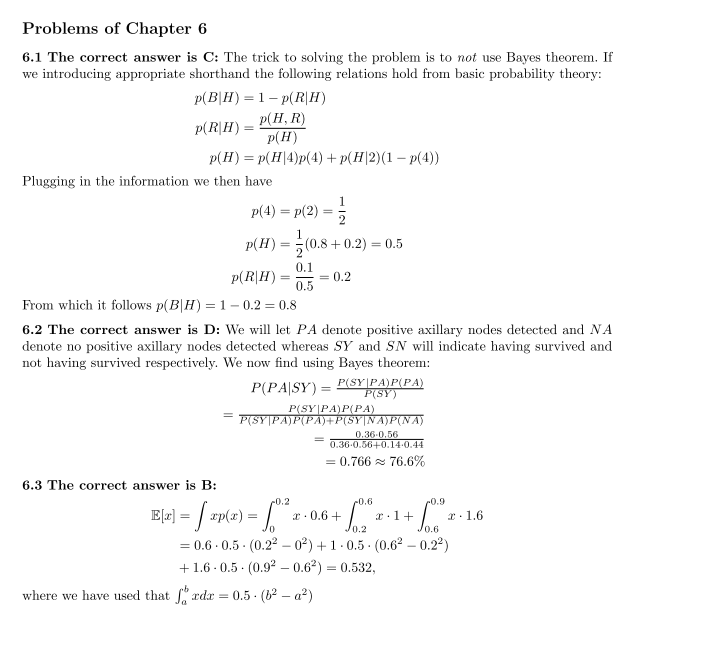 Problems of Chapter 6
6.1 The correct answer is C: The trick to solving the problem is to not use Bayes theorem. If
we introducing appropriate shorthand the following relations hold from basic probability theory:
p(B|H) = 1 − p(R|H)
p(R|H) = \frac{p(H, R)}{p(H)}
p(H) = p(H|4)p(4) + p(H|2)(1 − p(4))
Plugging in the information we then have
p(4) = p(2) = \frac{1}{2}
p(H) = \frac{1}{2}(0.8 + 0.2) = 0.5
p(R|H) = \frac{0.1}{0.5} = 0.2
From which it follows p(B|H) = 1 − 0.2 = 0.8
6.2 The correct answer is D: We will let PA denote positive axillary nodes detected and NA
denote no positive axillary nodes detected whereas SY and SN will indicate having survived and
not having survived respectively. We now find using Bayes theorem:
P(PA|SY) = \frac{P(SY|PA)P(PA)}{P(SY)}
= \frac{P(SY|PA)P(PA)}{P(SY|PA)P(PA)+P(SY|NA)P(NA)}
= \frac{0.36·0.56}{0.36·0.56+0.14·0.44}
= 0.766 ≈ 76.6%
6.3 The correct answer is B:
𝔼[x] = ∫ xp(x) = ∫_0^{0.2} x · 0.6 + ∫_{0.2}^{0.6} x · 1 + ∫_{0.6}^{0.9} x · 1.6
= 0.6 · 0.5 · (0.2² − 0²) + 1 · 0.5 · (0.6² − 0.2²)
+ 1.6 · 0.5 · (0.9² − 0.6²) = 0.532,
where we have used that ∫_a^b xdx = 0.5 · (b² − a²)